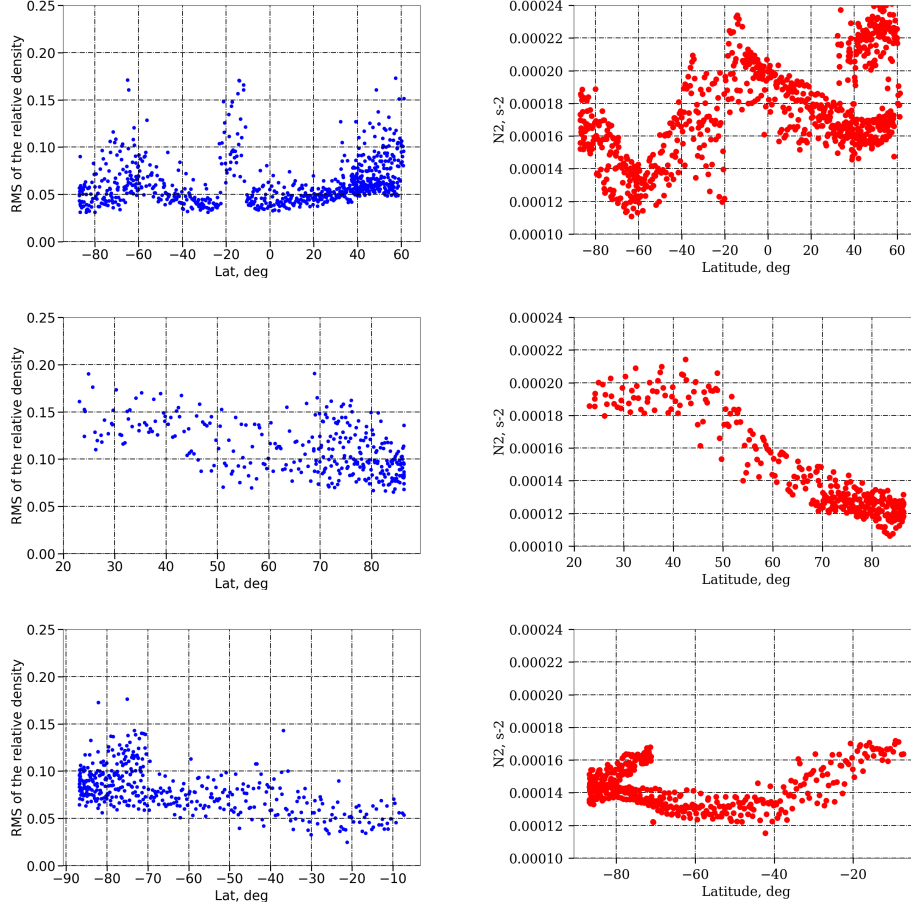 RMS of the relative density
0.25
0.20
0.15
0.10
0.05
0.00
−80 −60 −40 −20 0 20 40 60
Lat, deg
N2, s-2
0.00024
0.00022
0.00020
0.00018
0.00016
0.00014
0.00012
0.00010
−80 −60 −40 −20 0 20 40 60
Latitude, deg
RMS of the relative density
0.25
0.20
0.15
0.10
0.05
0.00
20 30 40 50 60 70 80
Lat, deg
N2, s-2
0.00024
0.00022
0.00020
0.00018
0.00016
0.00014
0.00012
0.00010
20 30 40 50 60 70 80
Latitude, deg
RMS of the relative density
0.25
0.20
0.15
0.10
0.05
0.00
−90 −80 −70 −60 −50 −40 −30 −20 −10
Lat, deg
N2, s-2
0.00024
0.00022
0.00020
0.00018
0.00016
0.00014
0.00012
0.00010
−80 −60 −40 −20
Latitude, deg